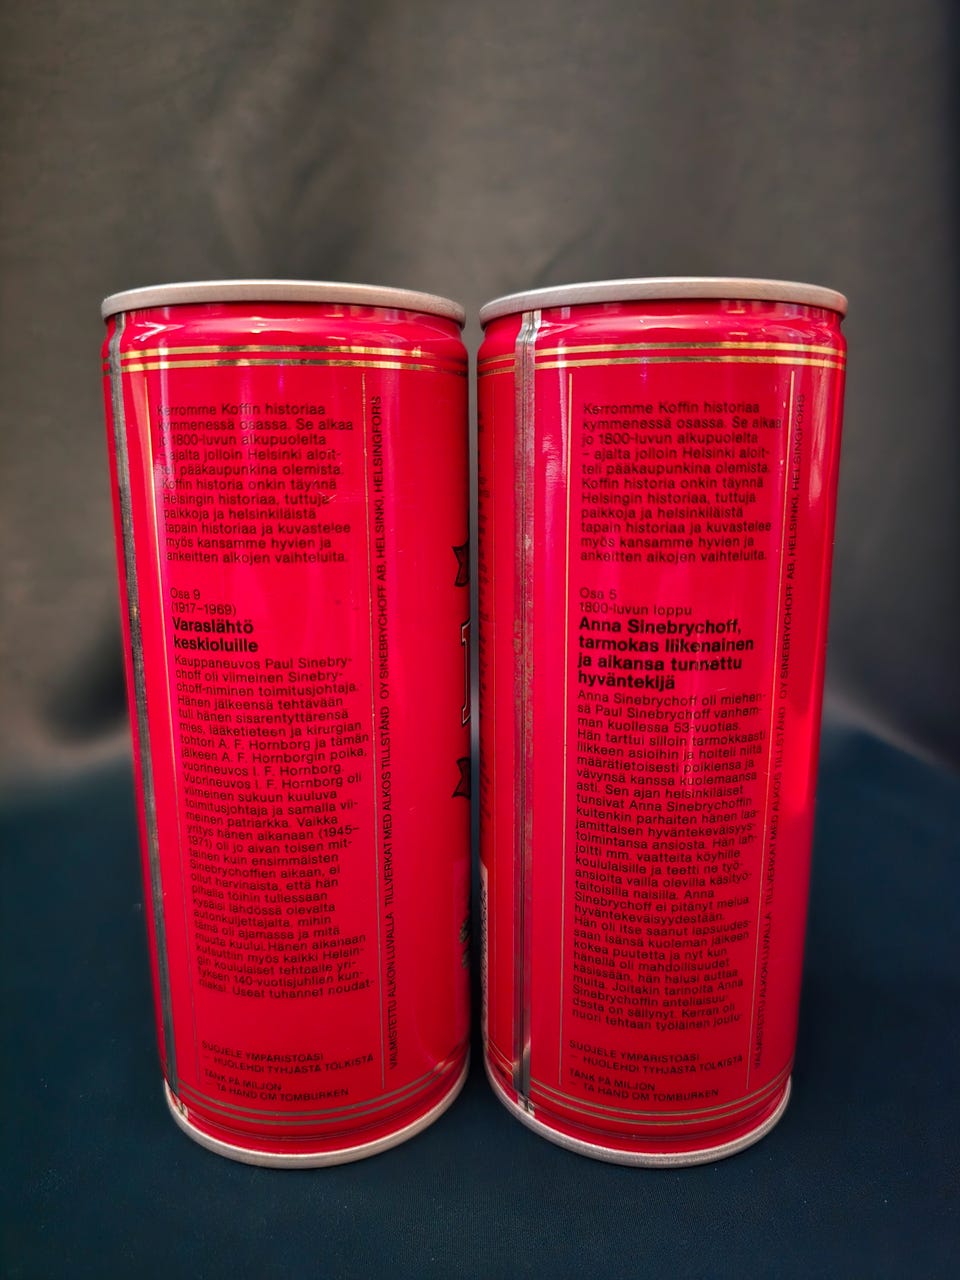 Kerromme Koffin historiaa
kymmenessä osassa. Se alkaa
jo 1800-luvun alkupuolelta
– ajalta jolloin Helsinki aloit-
teli pääkaupunkina olemista.
Koffin historia onkin täynnä
Helsingin historiaa, tuttuja
paikkoja ja helsinkiläistä
tapain historiaa ja kuvastelee
myös kansamme hyvien ja
ankeitten aikojen vaihteluita.
Osa 9
(1917–1969)
Varaslähtö
keskioluille
Kauppaneuvos Paul Sinebry-
choff oli viimeinen Sinebry-
choff-niminen toimitusjohtaja.
Hänen jälkeensä tehtävään
tuli hänen sisarentyttärensä
mies, lääketieteen ja kirurgian
tohtori A. F. Hornborg ja tämän
jälkeen A. F. Hornborgin poika,
vuorineuvos I. F. Hornborg.
Vuorineuvos I. F. Hornborg oli
viimeinen sukuun kuuluva
toimitusjohtaja ja samalla vii-
meinen patriarkka. Vaikka
yritys hänen aikanaan (1945–
1971) oli jo aivan toisen mit-
tainen kuin ensimmäisten
Sinebrychoffien aikaan, ei
ollut harvinaista, että hän
pihalla töihin tullessaan
kyseli lähdössä olevalta
autonkuljettajalta, mihin
tämä oli ajamassa ja mitä
muuta kuului. Hänen aikanaan
kutsuttiin myös kaikki Helsin-
gin koululaiset tehtaalle yri-
tyksen 140-vuotisjuhlien kun-
niaksi. Useat tuhannet noudat-
SUOJELE YMPÄRISTÖÄSI
– HUOLEHDI TYHJÄSTÄ TÖLKISTÄ
TÄNK PÅ MILJÖN
– TA HAND OM TOMBURKEN
VALMISTETTU ALKON LUVALLA TILLVERKAT MED ALKOS TILLSTÅND OY SINEBRYCHOFF AB, HELSINKI, HELSINGFORS
Kerromme Koffin historiaa
kymmenessä osassa. Se alkaa
jo 1800-luvun alkupuolelta
– ajalta jolloin Helsinki aloit-
teli pääkaupunkina olemista.
Koffin historia onkin täynnä
Helsingin historiaa, tuttuja
paikkoja ja helsinkiläistä
tapain historiaa ja kuvastelee
myös kansamme hyvien ja
ankeitten aikojen vaihteluita.
Osa 5
1800-luvun loppu
Anna Sinebrychoff,
tarmokas liikenainen
ja aikansa tunnettu
hyväntekijä
Anna Sinebrychoff oli miehen-
sä Paul Sinebrychoff vanhem-
man kuollessa 53-vuotias.
Hän tarttui silloin tarmokkaasti
liikkeen asioihin ja hoiteli niitä
määrätietoisesti poikiensa ja
vävynsä kanssa kuolemaansa
asti. Sen ajan helsinkiläiset
tunsivat Anna Sinebrychoffin
kuitenkin parhaiten hänen laa-
jamittaisen hyväntekeväisyys-
toimintansa ansiosta. Hän lah-
joitti mm. vaatteita köyhille
koululaisille ja teetti ne työ-
ansioita vailla olevilla käsityö-
taitoisilla naisilla. Anna
Sinebrychoff ei pitänyt melua
hyväntekeväisyydestään.
Hän oli itse saanut lapsuudes-
saan isänsä kuoleman jälkeen
kokea puutetta ja nyt kun
hänellä oli mahdollisuudet
käsissään, hän halusi auttaa
muita. Joitakin tarinoita Anna
Sinebrychoffin anteliaisuu-
desta on säilynyt. Kerran oli
nuori tehtaan työläinen joulu-
SUOJELE YMPÄRISTÖÄSI
– HUOLEHDI TYHJÄSTÄ TÖLKISTÄ
TÄNK PÅ MILJÖN
– TA HAND OM TOMBURKEN
VALMISTETTU ALKON LUVALLA TILLVERKAT MED ALKOS TILLSTÅND OY SINEBRYCHOFF AB, HELSINKI, HELSINGFORS